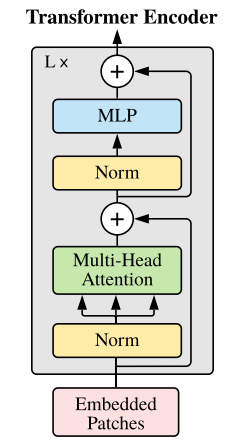 Transformer Encoder
L x
+
MLP
Norm
+
Multi-Head
Attention
Norm
Embedded
Patches